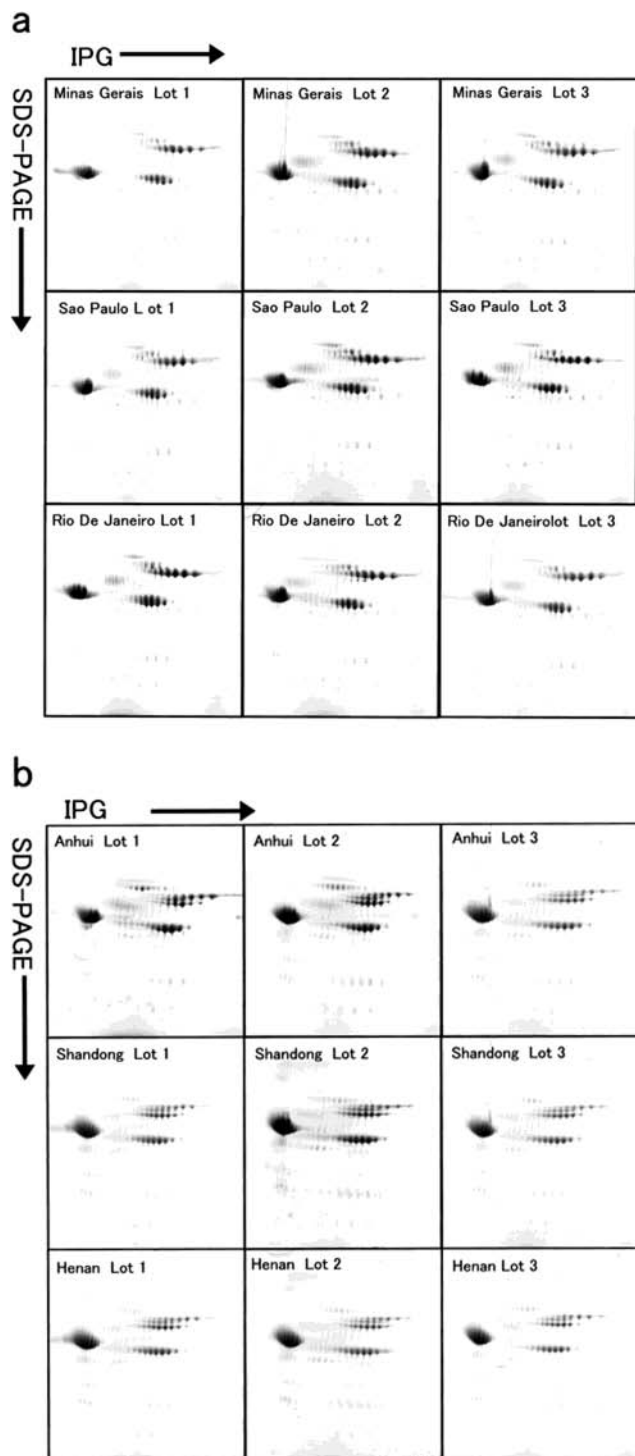 a
IPG
SDS-PAGE
Minas Gerais Lot 1
Minas Gerais Lot 2
Minas Gerais Lot 3
Sao Paulo L ot 1
Sao Paulo Lot 2
Sao Paulo Lot 3
Rio De Janeiro Lot 1
Rio De Janeiro Lot 2
Rio De Janeirolot 3
b
IPG
SDS-PAGE
Anhui Lot 1
Anhui Lot 2
Anhui Lot 3
Shandong Lot 1
Shandong Lot 2
Shandong Lot 3
Henan Lot 1
Henan Lot 2
Henan Lot 3